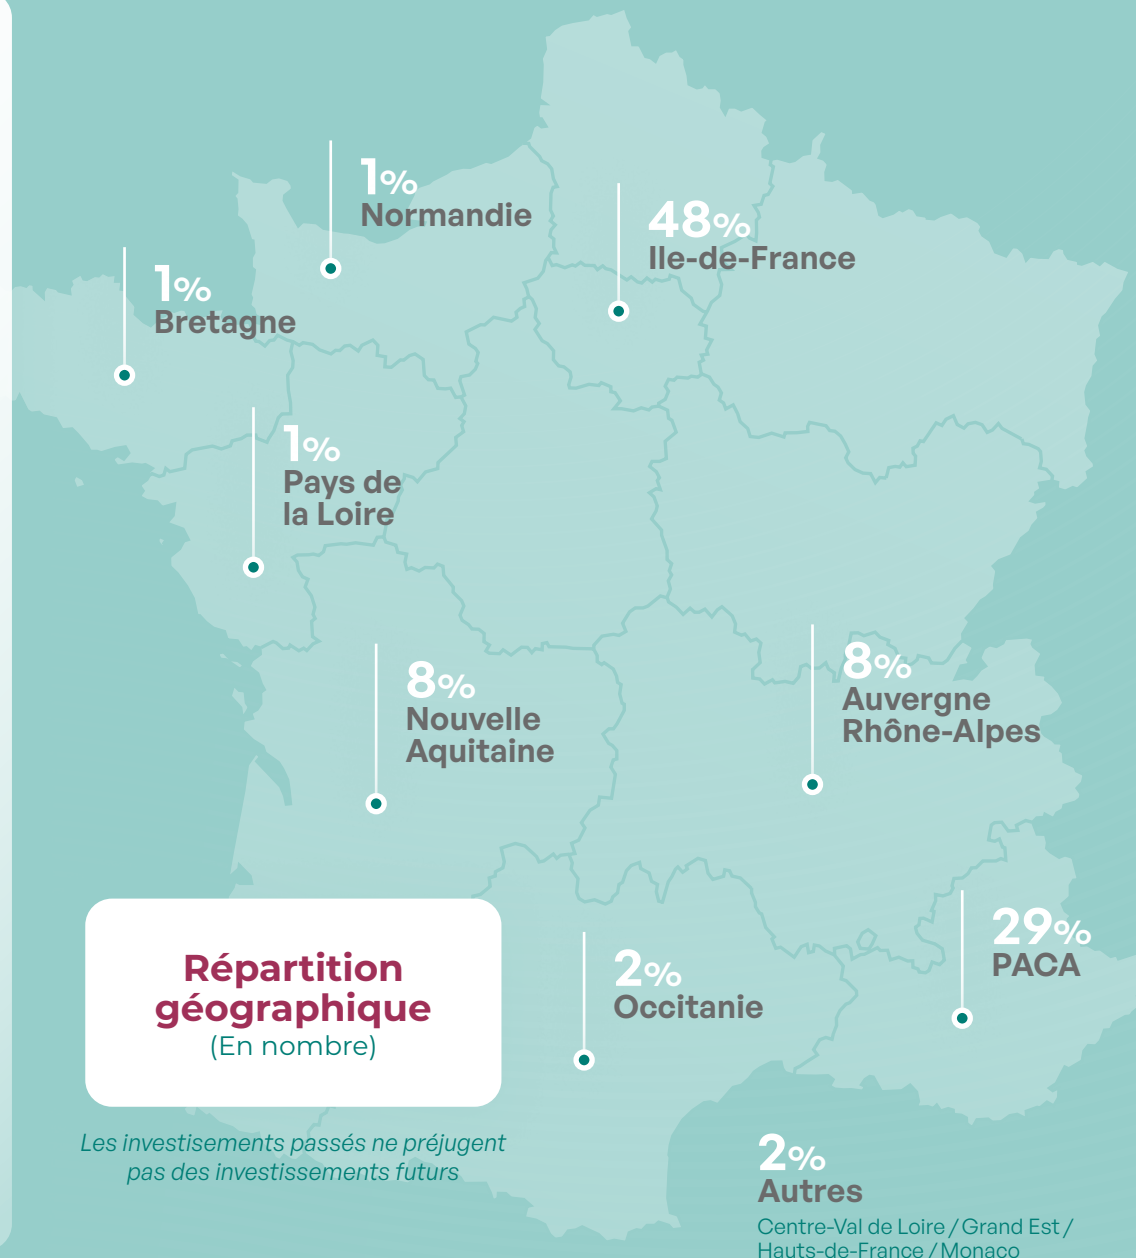 1%
Normandie
48%
Ile-de-France
1%
Bretagne
1%
Pays de
la Loire
8%
Nouvelle
Aquitaine
8%
Auvergne
Rhône-Alpes
29%
PACA
2%
Occitanie
Répartition
géographique
(En nombre)
Les investisements passés ne préjugent
pas des investissements futurs
2%
Autres
Centre-Val de Loire / Grand Est /
Hauts-de-France / Monaco